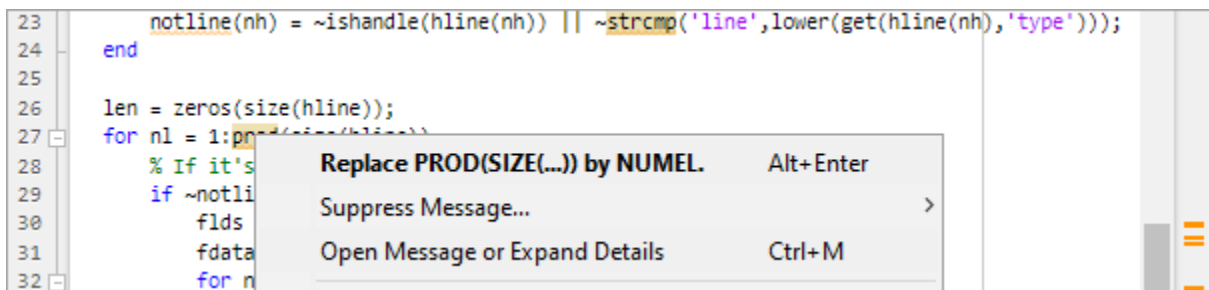 23 notline(nh) = ~ishandle(hline(nh)) || ~strcmp('line',lower(get(hline(nh),'type')));
24 end
25
26 len = zeros(size(hline));
27 for nl = 1:prod(size(hline))
28 % If it's
Replace PROD(SIZE(...)) by NUMEL. Alt+Enter
29 if ~notli
Suppress Message...
30 flds
31 fdata
Open Message or Expand Details Ctrl+M
32 for n